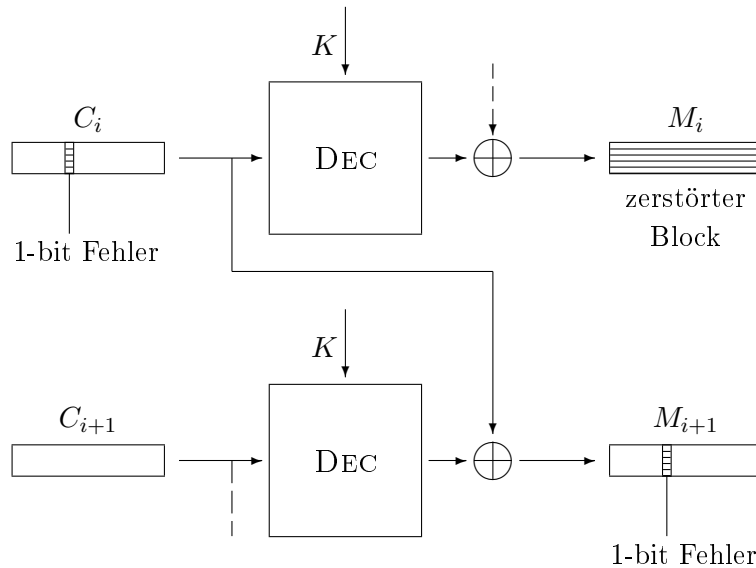 K
C_i
DEC
M_i
zerstörter
Block
1-bit Fehler
K
C_{i+1}
DEC
M_{i+1}
1-bit Fehler